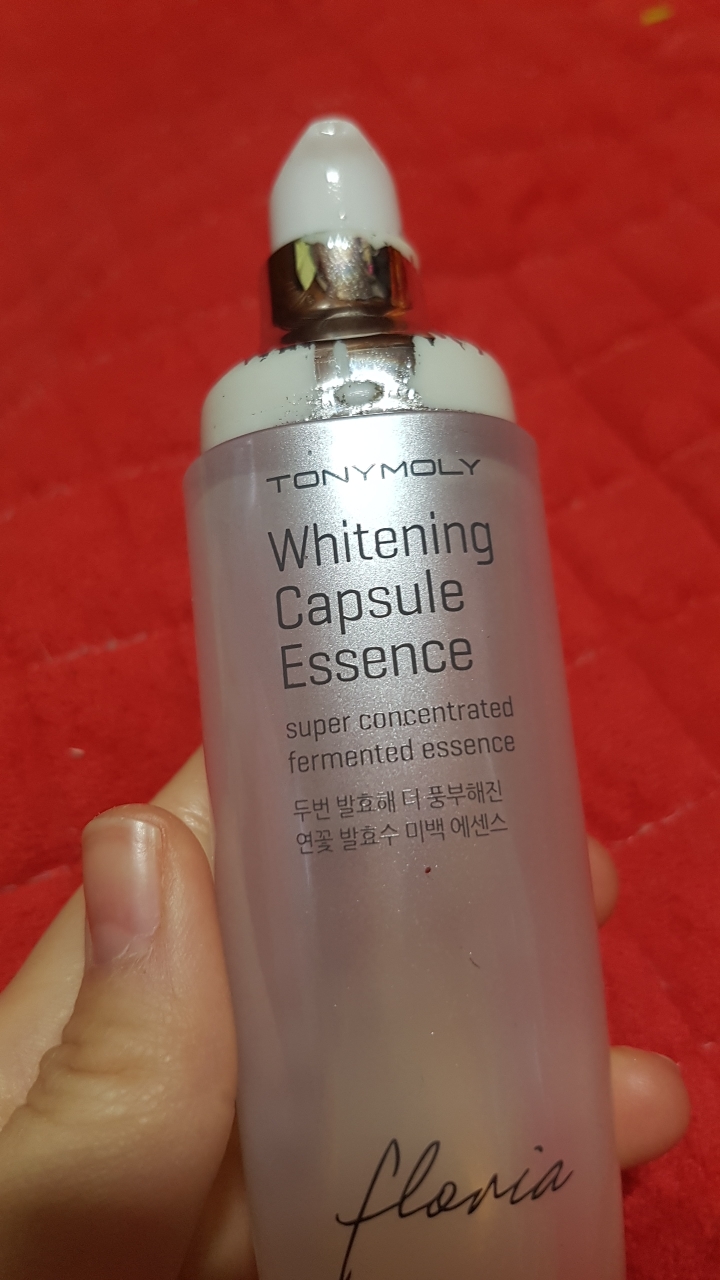 TONYMOLY
Whitening
Capsule
Essence
super concentrated
fermented essence
두번 발효해 더 풍부해진
연꽃 발효수 미백 에센스
floria